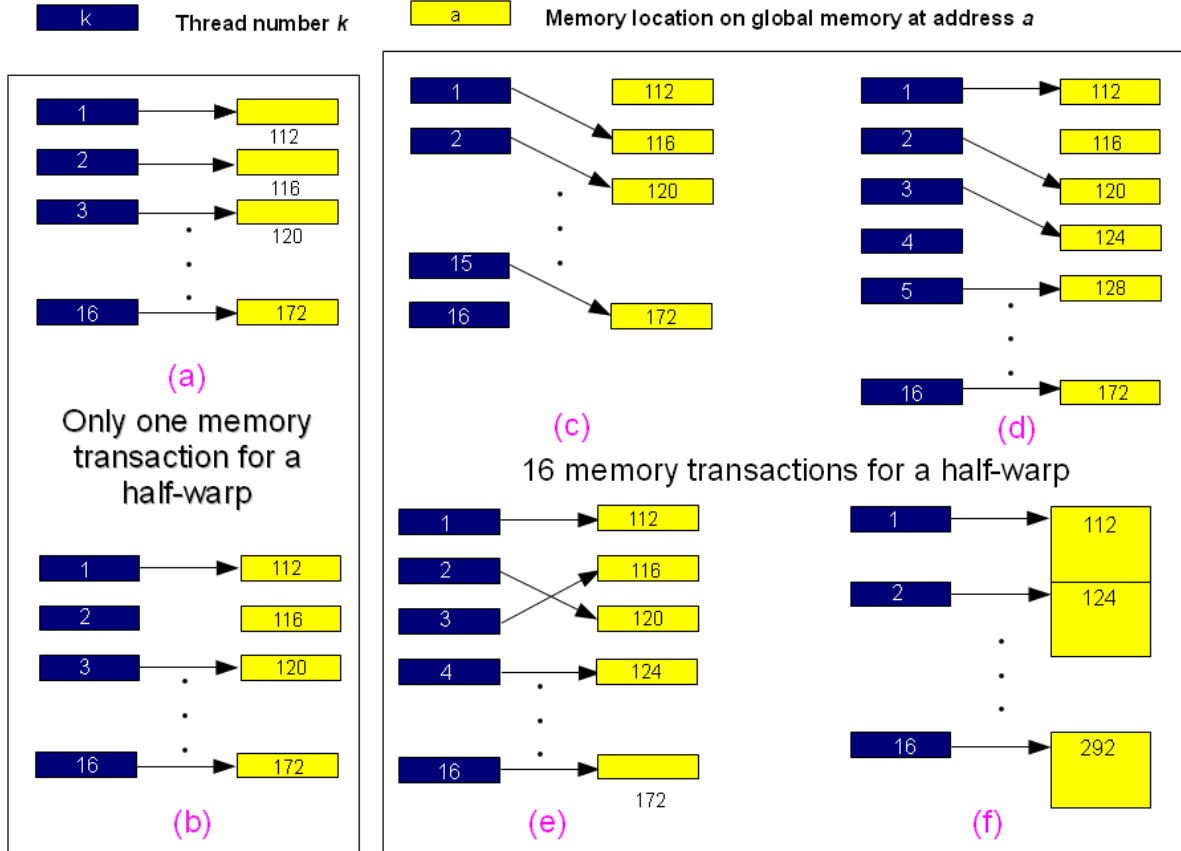 k Thread number k
a Memory location on global memory at address a
1
112
2
116
3
120
16 172
(a)
Only one memory
transaction for a
half-warp
1 112
2 116
3 120
16 172
(b)
1 112
2 116
120
15
16 172
(c)
1 112
2 116
3 120
4 124
5 128
16 172
(d)
16 memory transactions for a half-warp
1 112
2 116
3 120
4 124
16
172
(e)
1 112
2 124
16 292
(f)